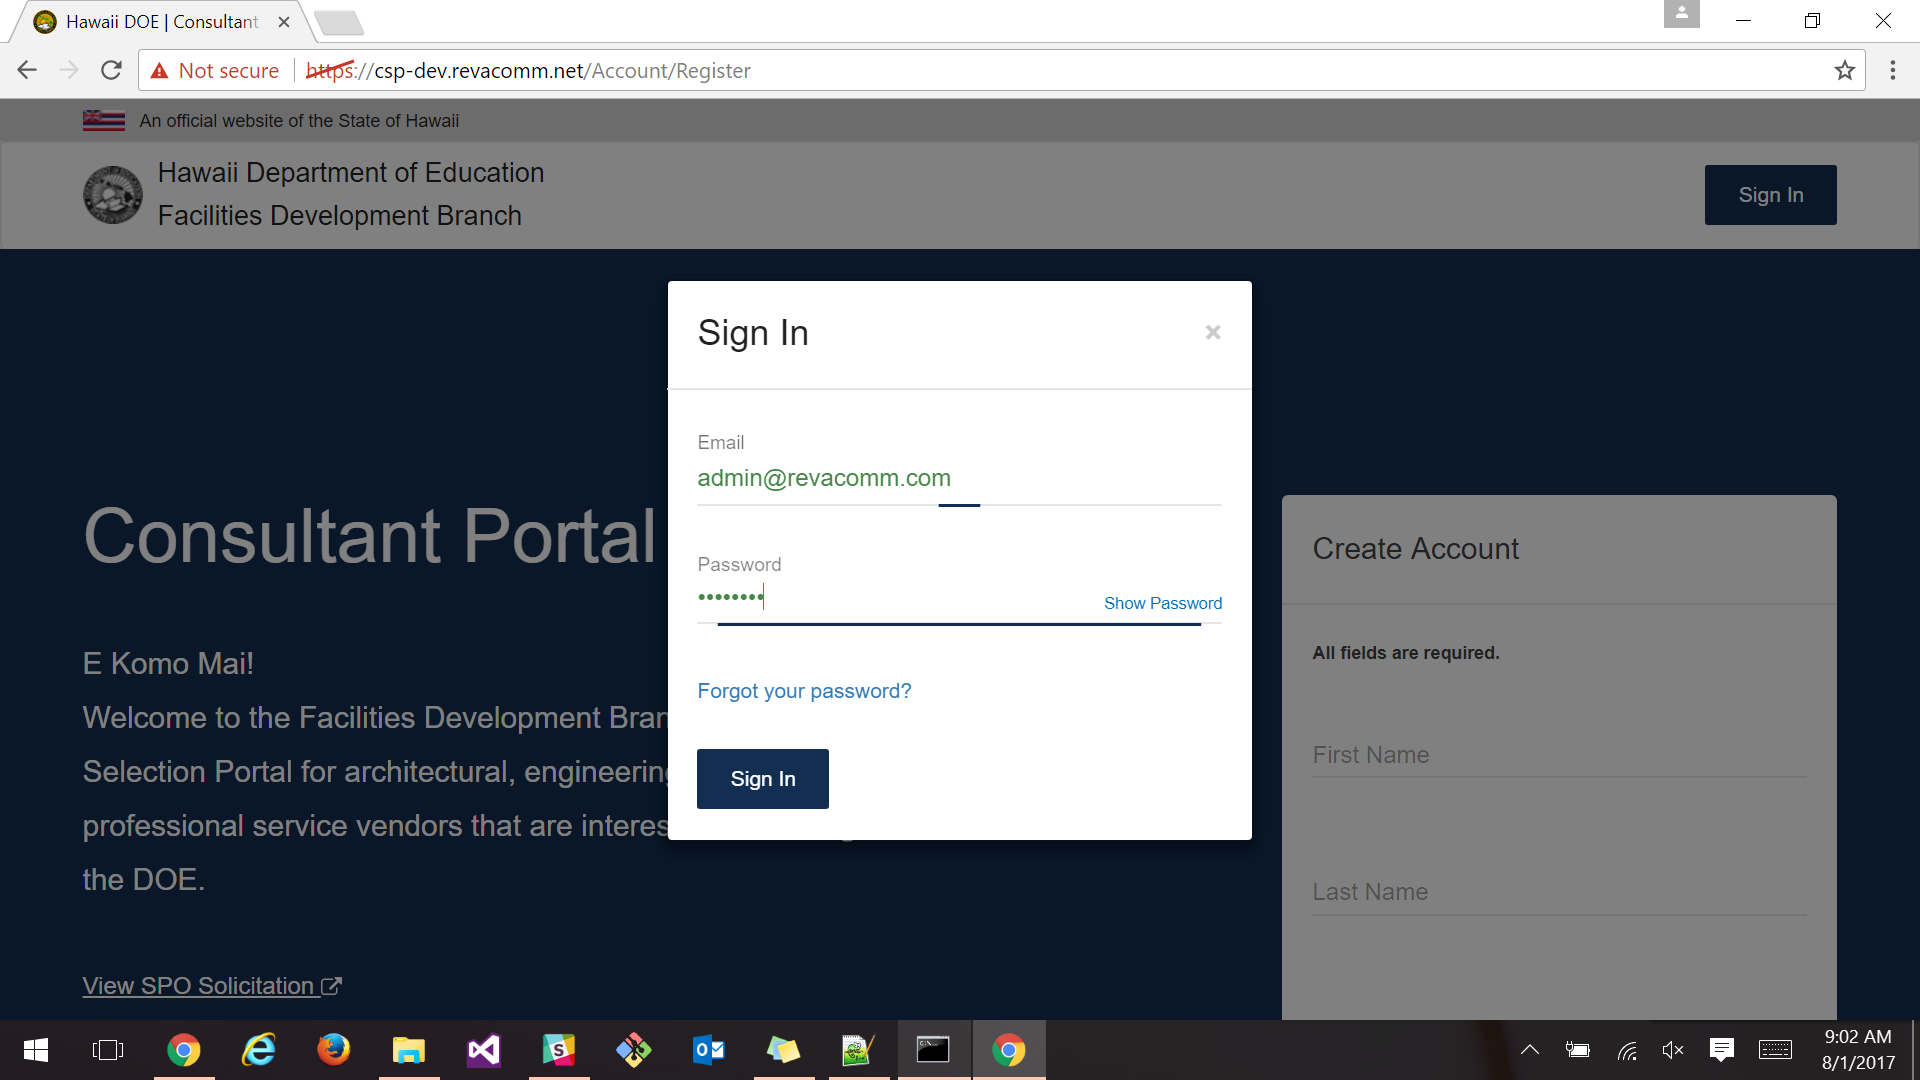 Hawaii DOE | Consultant
Not secure
https://csp-dev.revacomm.net/Account/Register
An official website of the State of Hawaii
Hawaii Department of Education
Facilities Development Branch
Sign In
Sign In
×
Email
admin@revacomm.com
Password
••••••••
Show Password
Forgot your password?
Sign In
Consultant Portal
E Komo Mai!
Welcome to the Facilities Development Bran
Selection Portal for architectural, engineering
professional service vendors that are interes
the DOE.
View SPO Solicitation
Create Account
All fields are required.
First Name
Last Name
9:02 AM
8/1/2017